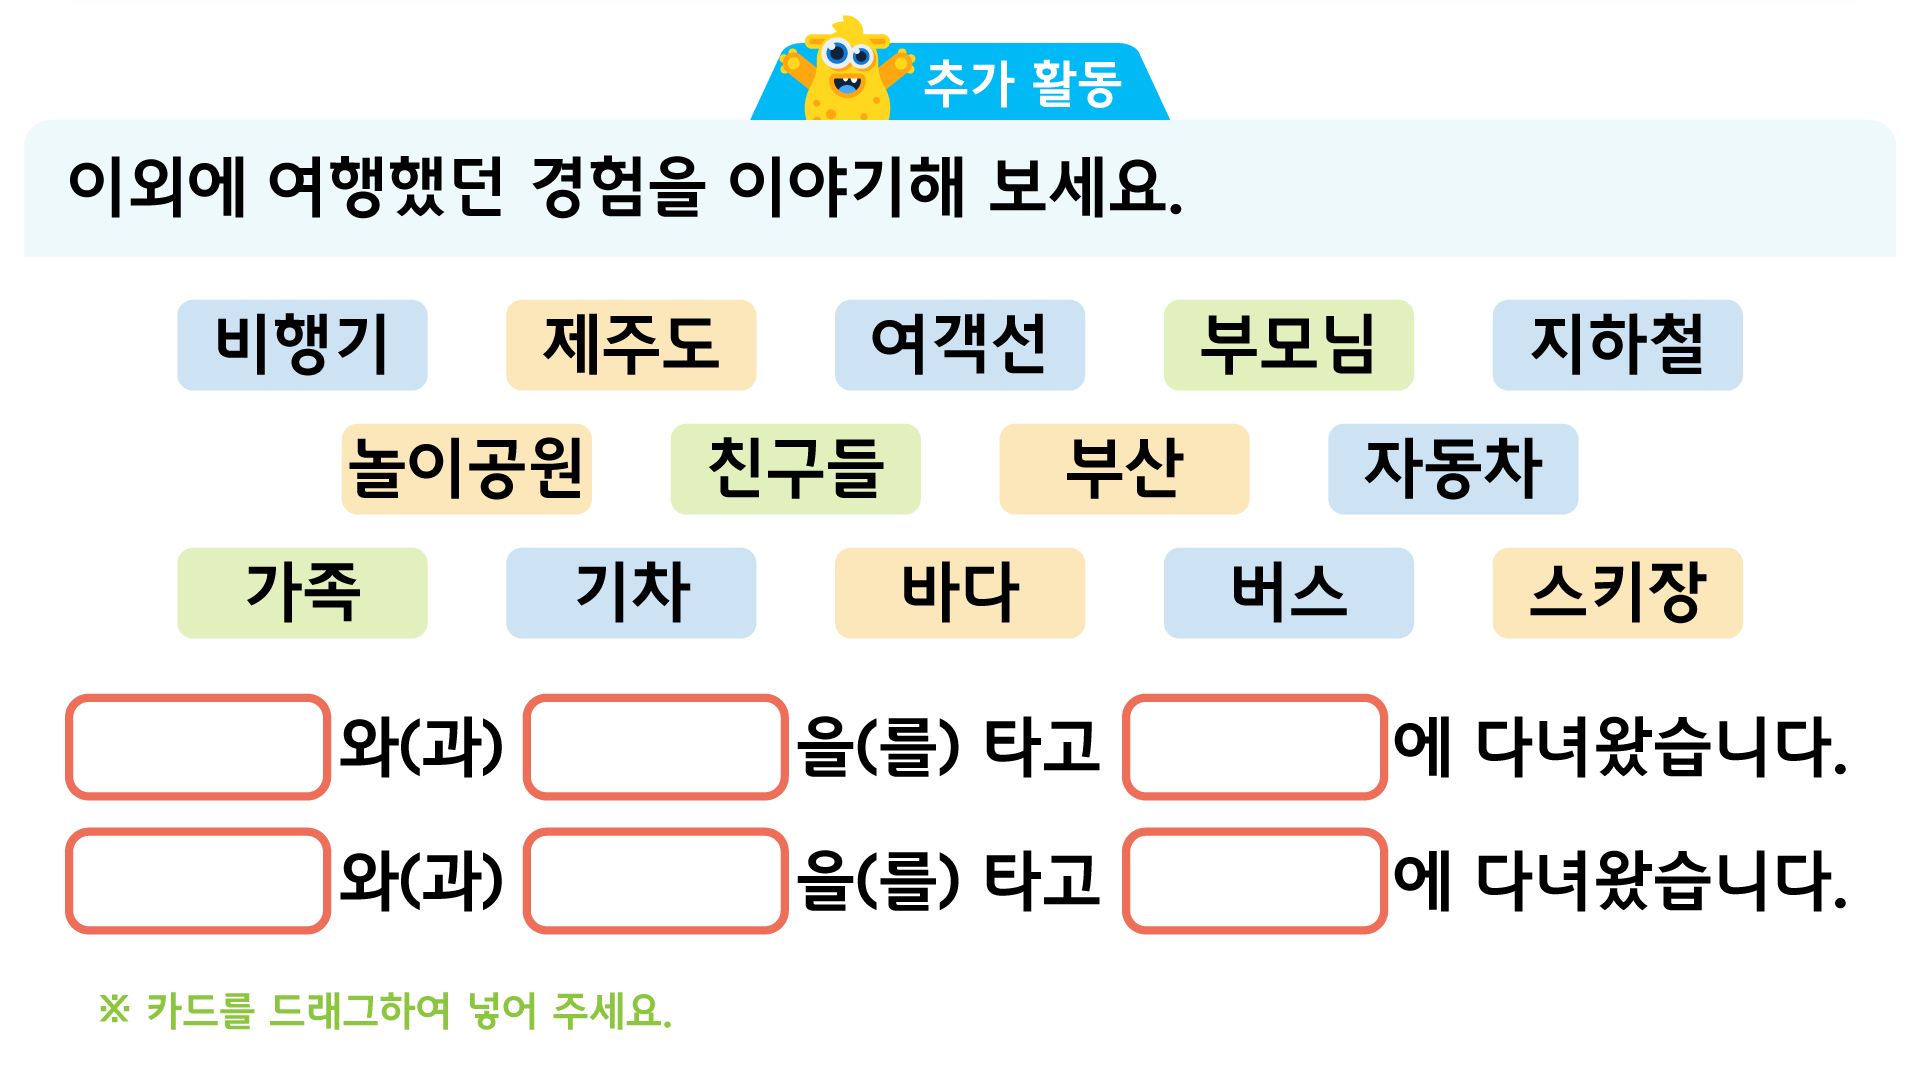 추가 활동
이외에 여행했던 경험을 이야기해 보세요.
비행기 제주도 여객선 부모님 지하철
놀이공원 친구들 부산 자동차
가족 기차 바다 버스 스키장
와(과) 을(를) 타고 에 다녀왔습니다.
와(과) 을(를) 타고 에 다녀왔습니다.
※ 카드를 드래그하여 넣어 주세요.